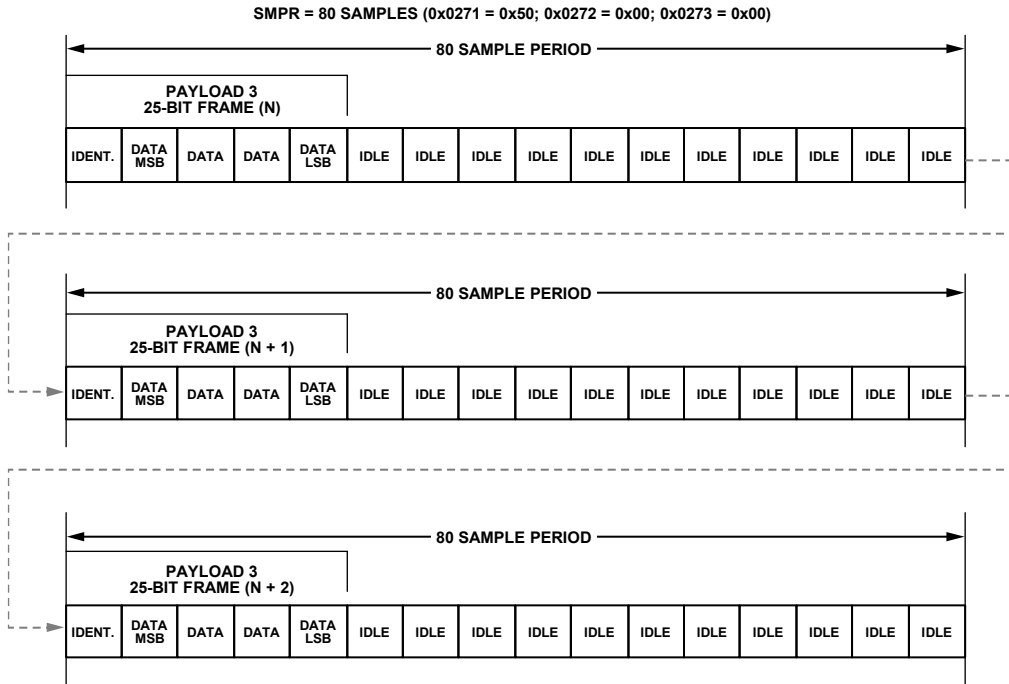 SMPR = 80 SAMPLES (0x0271 = 0x50; 0x0272 = 0x00; 0x0273 = 0x00)
80 SAMPLE PERIOD
PAYLOAD 3
25-BIT FRAME (N)
IDENT. DATA MSB DATA DATA DATA LSB IDLE IDLE IDLE IDLE IDLE IDLE IDLE IDLE IDLE IDLE IDLE
80 SAMPLE PERIOD
PAYLOAD 3
25-BIT FRAME (N + 1)
IDENT. DATA MSB DATA DATA DATA LSB IDLE IDLE IDLE IDLE IDLE IDLE IDLE IDLE IDLE IDLE IDLE
80 SAMPLE PERIOD
PAYLOAD 3
25-BIT FRAME (N + 2)
IDENT. DATA MSB DATA DATA DATA LSB IDLE IDLE IDLE IDLE IDLE IDLE IDLE IDLE IDLE IDLE IDLE